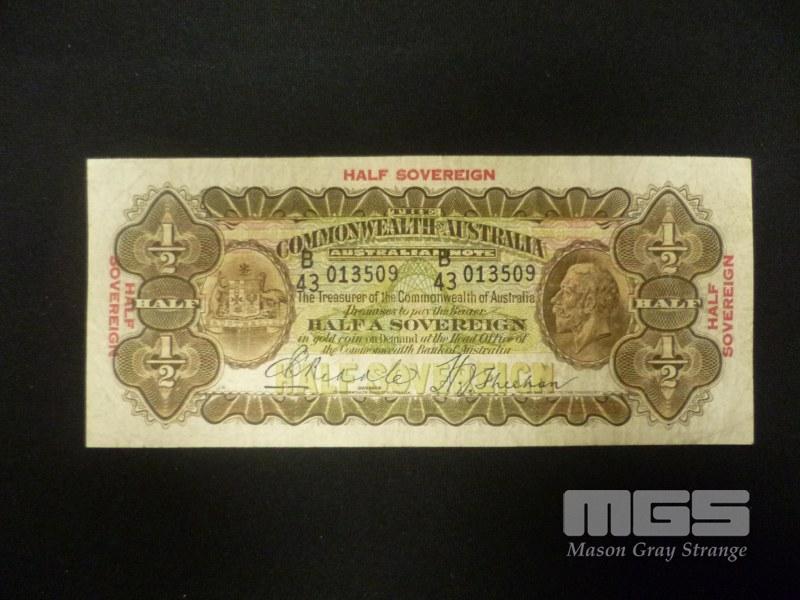 HALF SOVEREIGN
THE
COMMONWEALTH OF AUSTRALIA
AUSTRALIAN NOTE
B
43 013509
B
43 013509
The Treasurer of the Commonwealth of Australia
Promises to pay the Bearer
HALF A SOVEREIGN
in gold coin on Demand at the Head Office of
the Commonwealth Bank of Australia
HALF SOVEREIGN
H. J. Sheehan
1/2
HALF
1/2
1/2
HALF
1/2
HALF
SOVEREIGN
HALF
SOVEREIGN
MGS
Mason Gray Strange